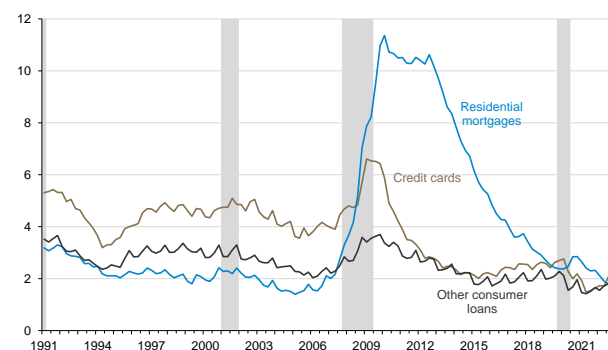 12
10
8
6
4
2
0
Residential
mortgages
Credit cards
Other consumer
loans
1991 1994 1997 2000 2003 2006 2009 2012 2015 2018 2021